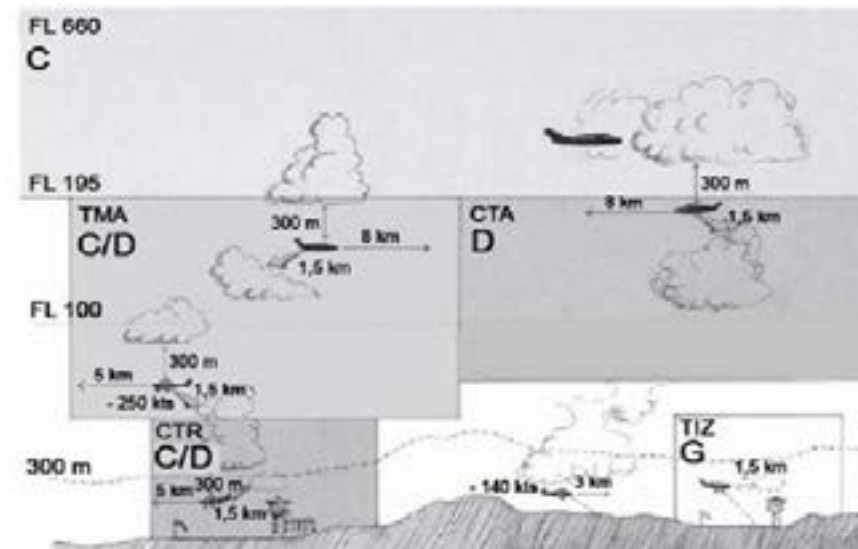 FL 660
C
FL 195
300 m
TMA
C/D
300 m
8 km
1,5 km
8 km
CTA
D
1,5 km
FL 100
300 m
5 km
1,5 km
- 250 kts
CTR
C/D
300 m
5 km
300 m
1,5 km
- 140 kts
3 km
TIZ
G
1,5 km